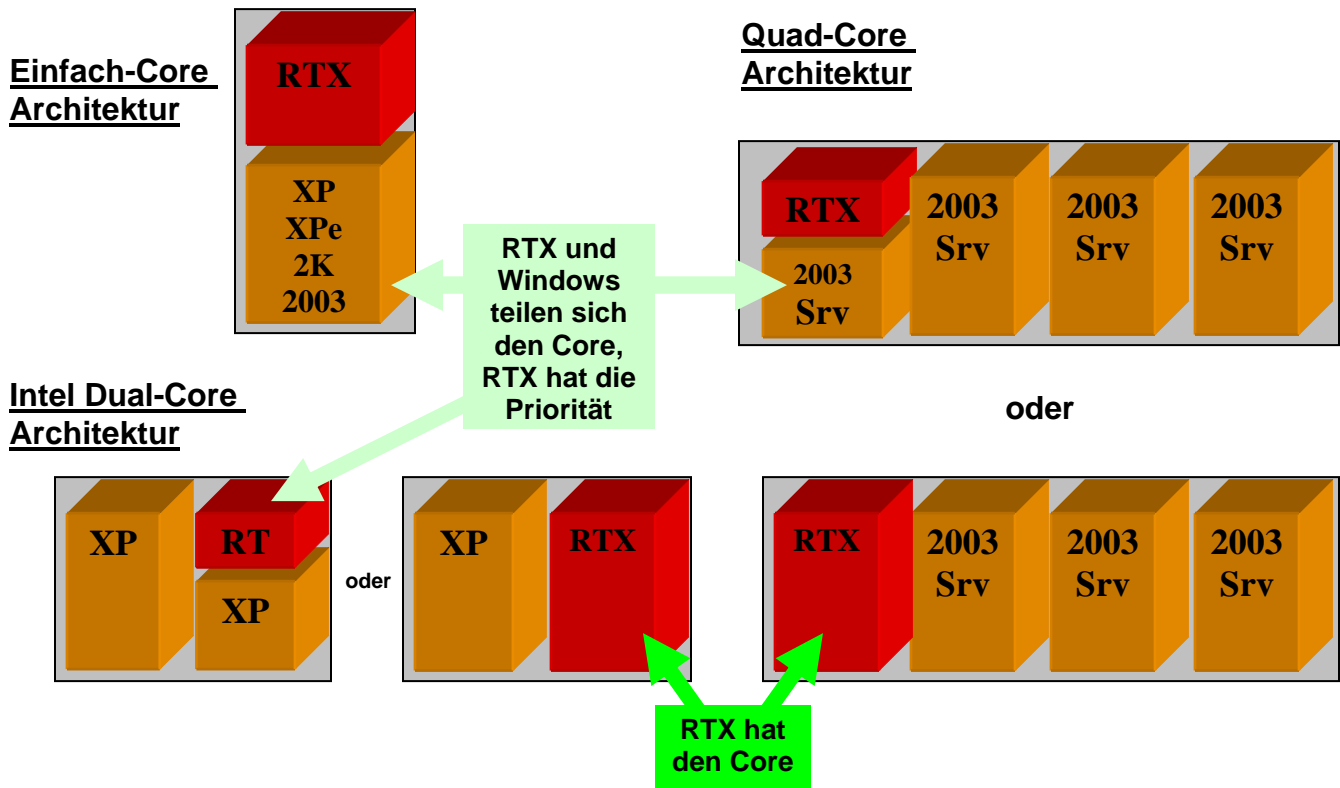 Einfach-Core
Architektur
RTX
XP
XPe
2K
2003
Quad-Core
Architektur
RTX
2003
Srv
2003
Srv
2003
Srv
2003
Srv
RTX und
Windows
teilen sich
den Core,
RTX hat die
Priorität
Intel Dual-Core
Architektur
oder
XP
RT
XP
oder
XP
RTX
RTX
2003
Srv
2003
Srv
2003
Srv
RTX hat
den Core